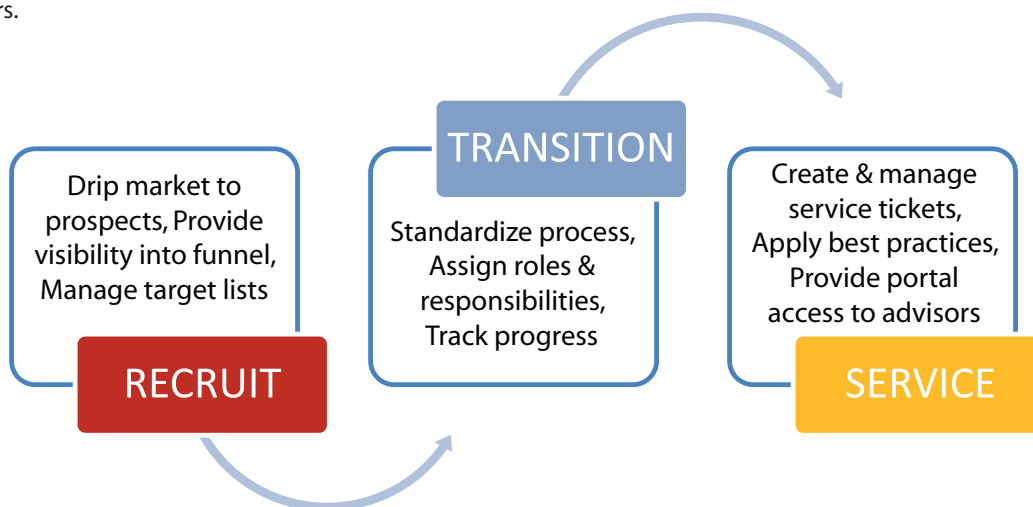 rs.
Drip market to
prospects, Provide
visibility into funnel,
Manage target lists
RECRUIT
TRANSITION
Standardize process,
Assign roles &
responsibilities,
Track progress
Create & manage
service tickets,
Apply best practices,
Provide portal
access to advisors
SERVICE